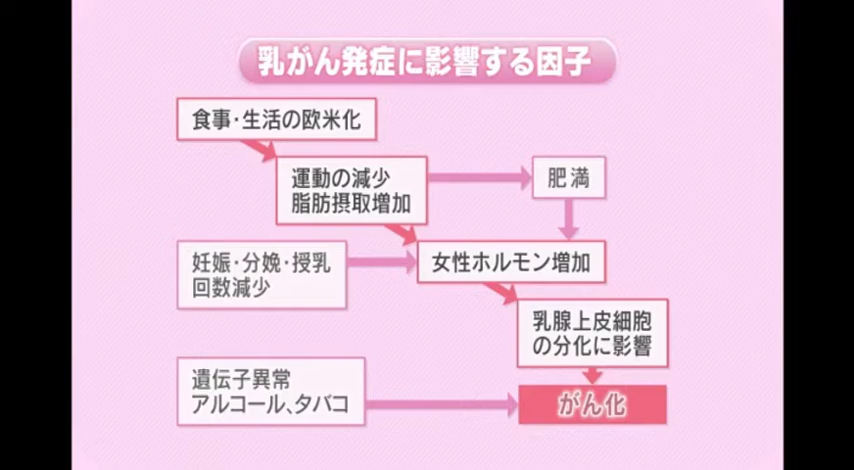 乳がん発症に影響する因子
食事・生活の欧米化
運動の減少
脂肪摂取増加
肥満
妊娠・分娩・授乳
回数減少
女性ホルモン増加
乳腺上皮細胞
の分化に影響
遺伝子異常
アルコール、タバコ
がん化